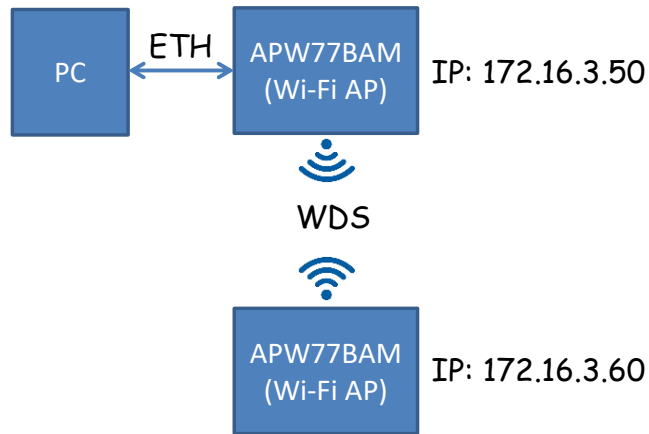 PC
ETH
APW77BAM
(Wi-Fi AP)
IP: 172.16.3.50
WDS
APW77BAM
(Wi-Fi AP)
IP: 172.16.3.60